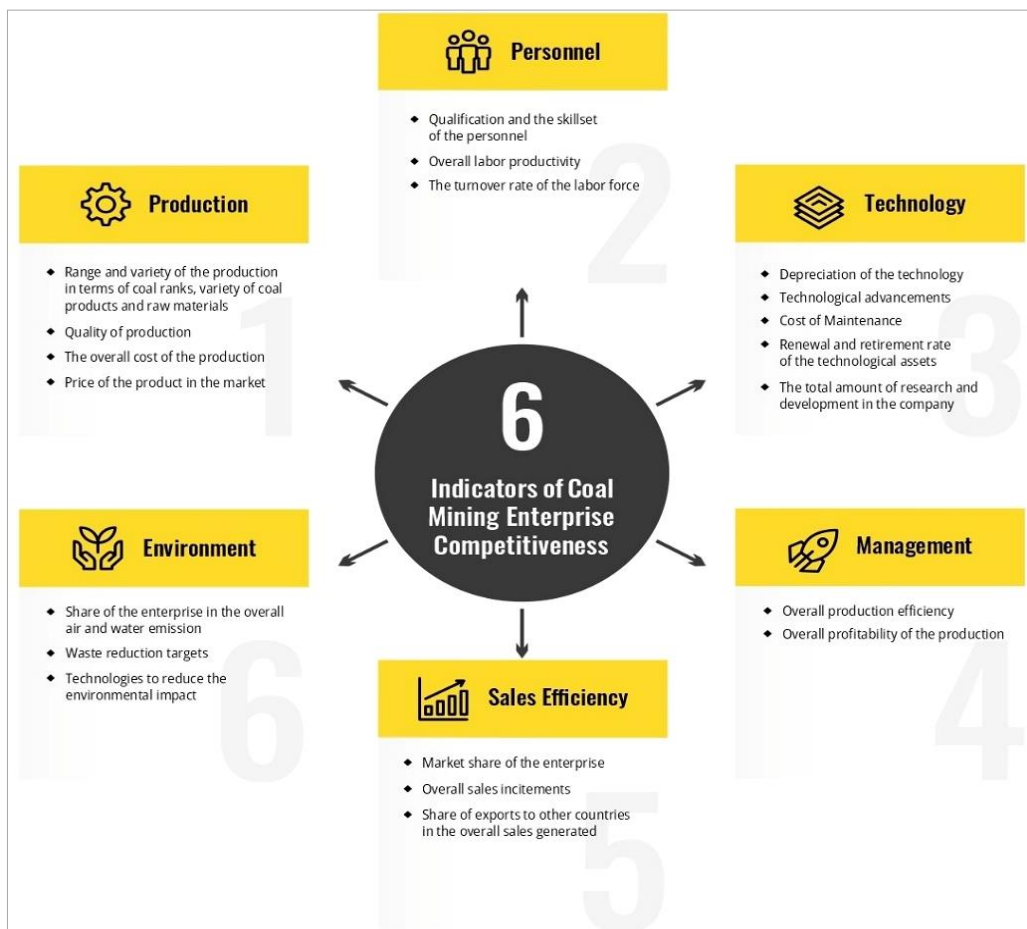 6
Indicators of Coal
Mining Enterprise
Competitiveness
Production
1
Range and variety of the production
in terms of coal ranks, variety of coal
products and raw materials
Quality of production
The overall cost of the production
Price of the product in the market
Personnel
2
Qualification and the skillset
of the personnel
Overall labor productivity
The turnover rate of the labor force
Technology
3
Depreciation of the technology
Technological advancements
Cost of Maintenance
Renewal and retirement rate
of the technological assets
The total amount of research and
development in the company
Management
4
Overall production efficiency
Overall profitability of the production
Sales Efficiency
5
Market share of the enterprise
Overall sales incitements
Share of exports to other countries
in the overall sales generated
Environment
6
Share of the enterprise in the overall
air and water emission
Waste reduction targets
Technologies to reduce the
environmental impact